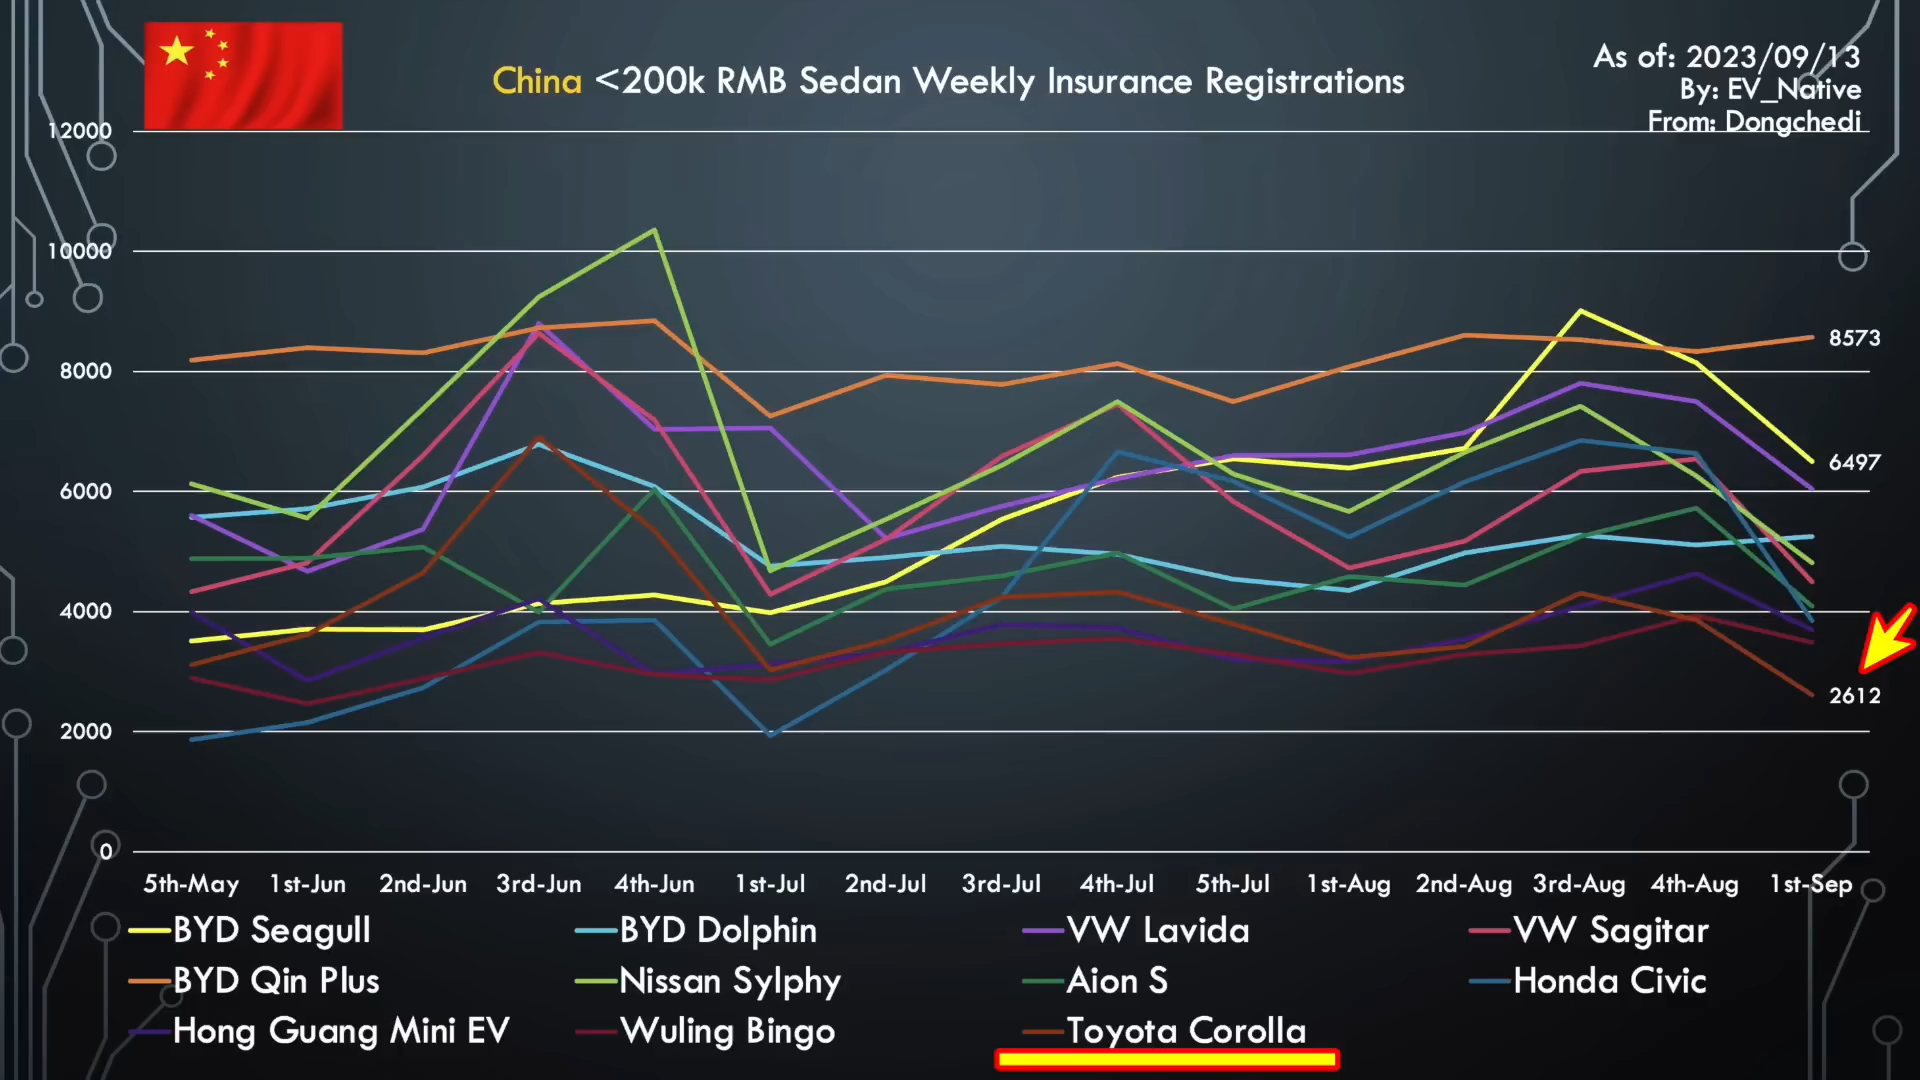 China <200k RMB Sedan Weekly Insurance Registrations
As of: 2023/09/13
By: EV_Native
From: Dongchedi
12000
10000
8000
6000
4000
2000
0
8573
6497
2612
5th-May 1st-Jun 2nd-Jun 3rd-Jun 4th-Jun 1st-Jul 2nd-Jul 3rd-Jul 4th-Jul 5th-Jul 1st-Aug 2nd-Aug 3rd-Aug 4th-Aug 1st-Sep
BYD Seagull BYD Dolphin VW Lavida VW Sagitar
BYD Qin Plus Nissan Sylphy Aion S Honda Civic
Hong Guang Mini EV Wuling Bingo Toyota Corolla